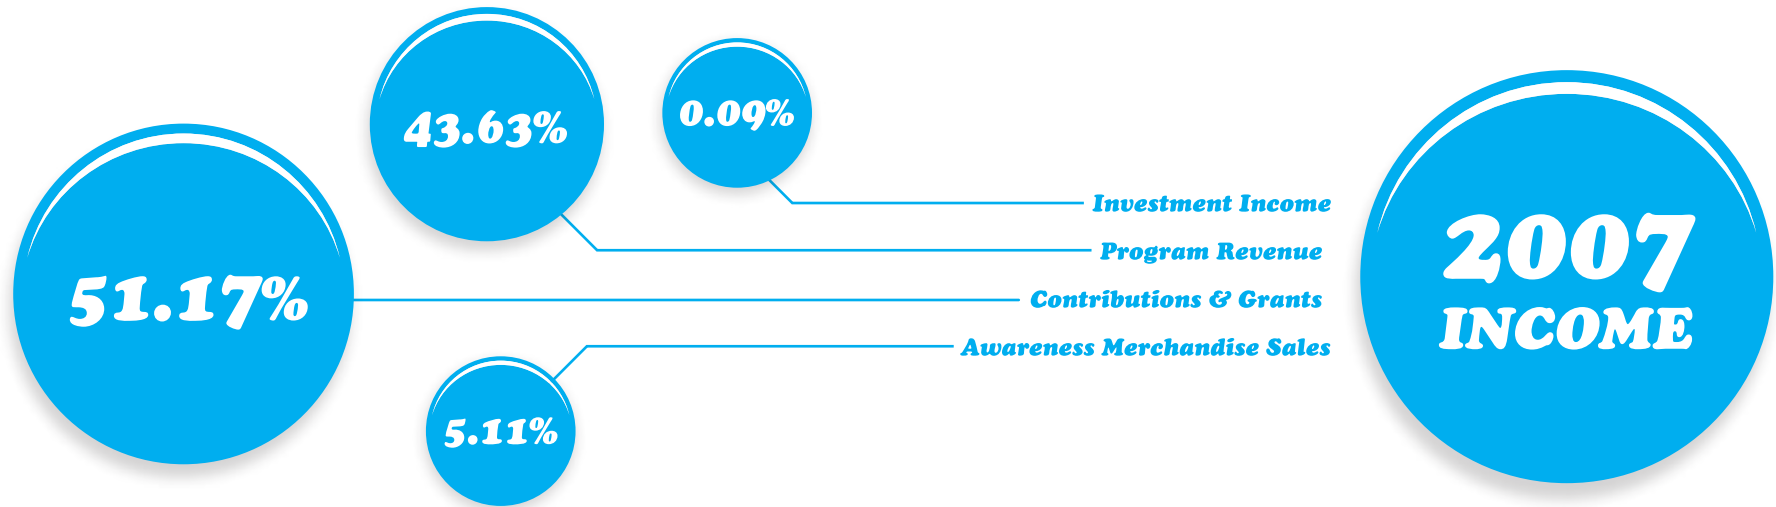 43.63%
0.09%
51.17%
5.11%
Investment Income
Program Revenue
Contributions & Grants
Awareness Merchandise Sales
2007
INCOME